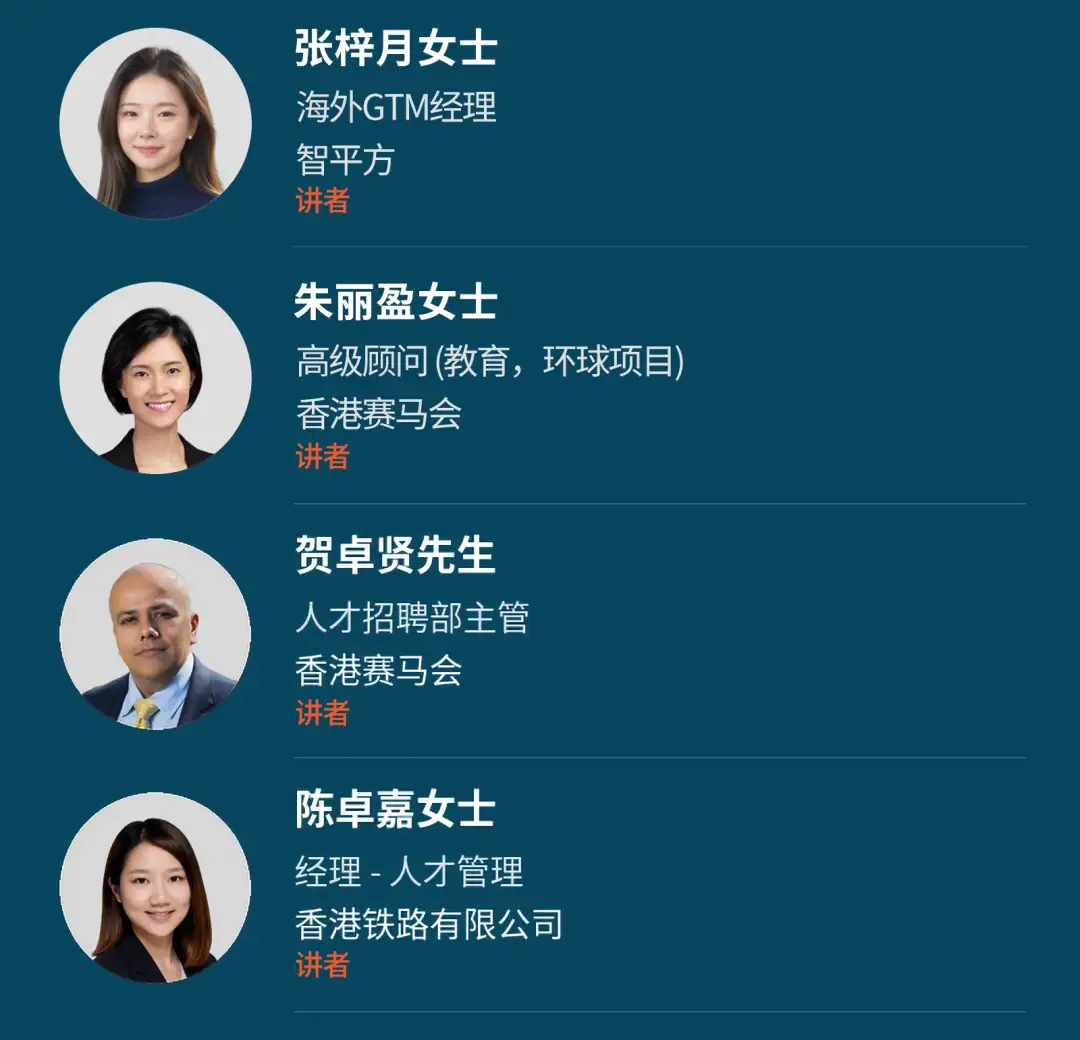 张梓月女士
海外GTM经理
智平方
讲者
朱丽盈女士
高级顾问 (教育，环球项目)
香港赛马会
讲者
贺卓贤先生
人才招聘部主管
香港赛马会
讲者
陈卓嘉女士
经理 - 人才管理
香港铁路有限公司
讲者